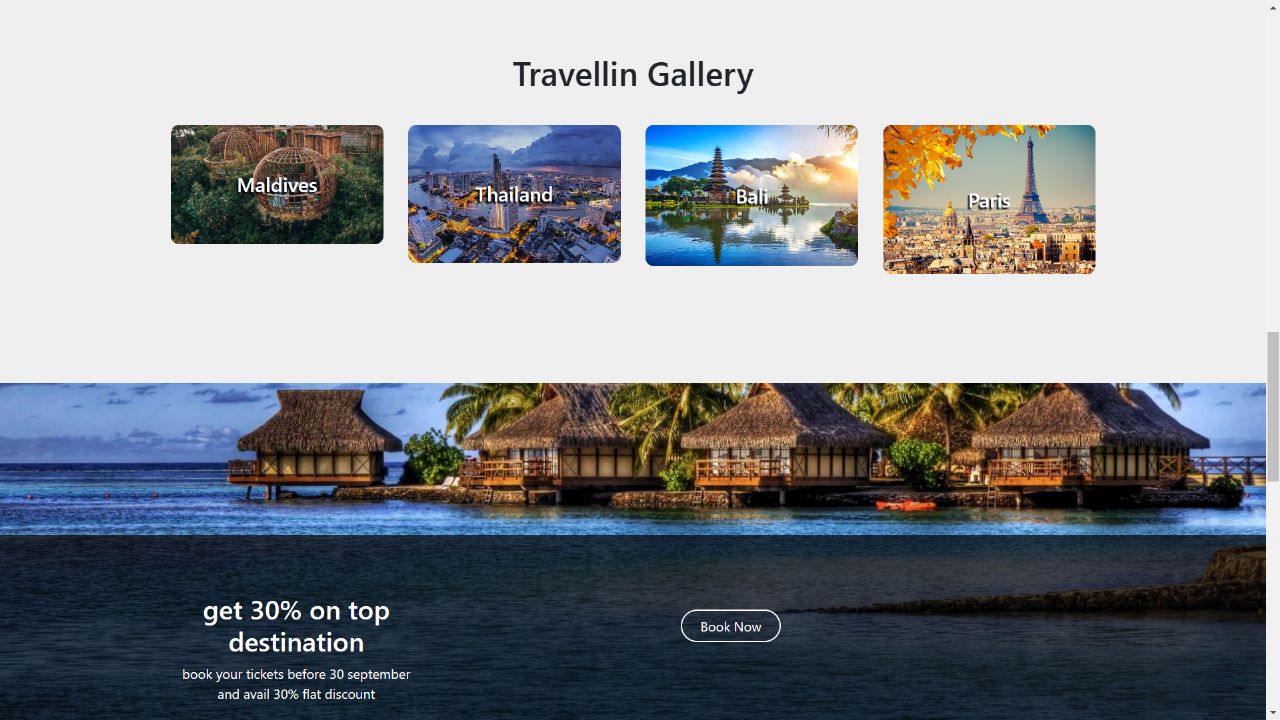 Travellin Gallery
Maldives
Thailand
Bali
Paris
get 30% on top
destination
book your tickets before 30 september
and avail 30% flat discount
Book Now